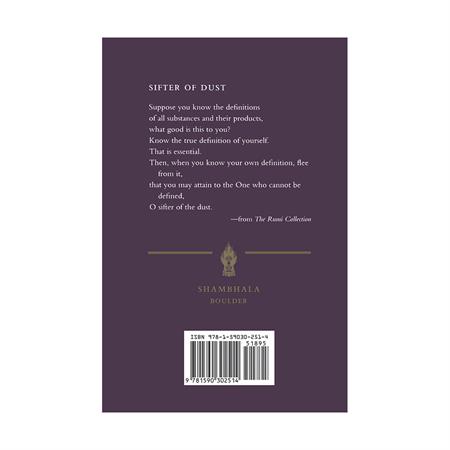 SIFTER OF DUST
Suppose you know the definitions
of all substances and their products,
what good is this to you?
Know the true definition of yourself.
That is essential.
Then, when you know your own definition, flee
from it,
that you may attain to the One who cannot be
defined,
O sifter of the dust.
—from The Rumi Collection
SHAMBHALA
BOULDER
ISBN 978-1-59030-251-4
51895
9 781590 302514